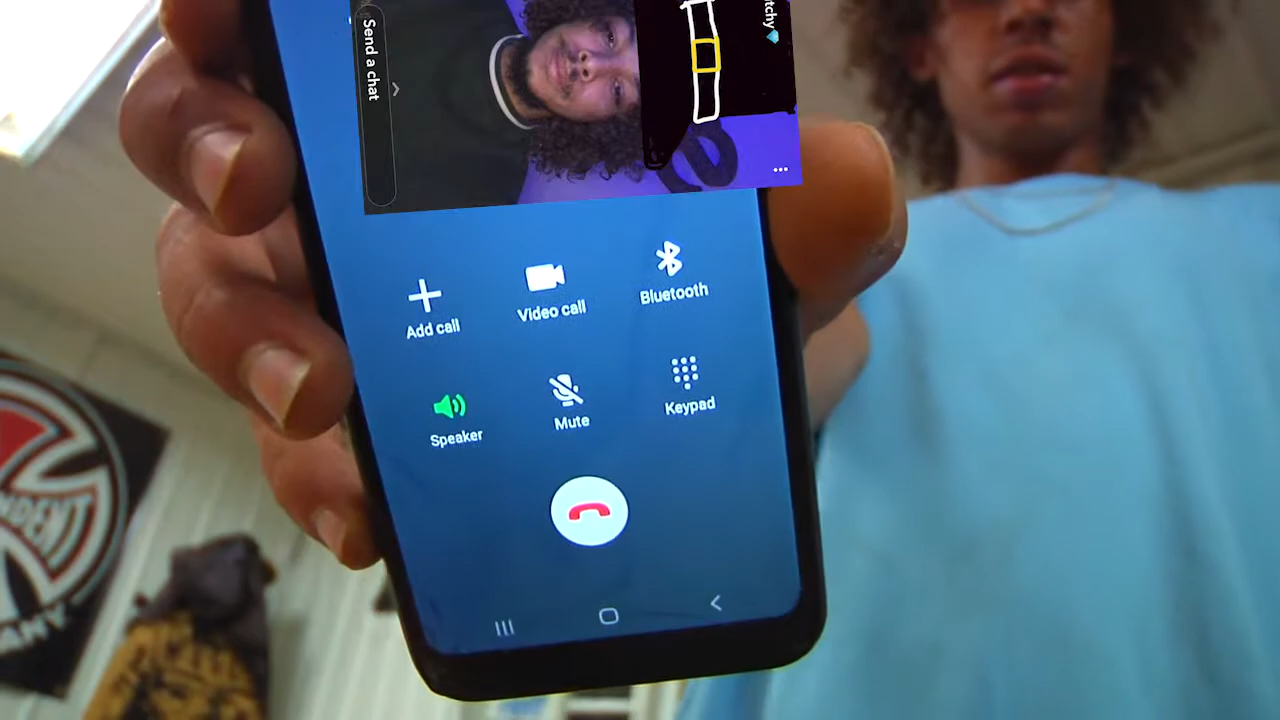 Send a chat
Add call
Video call
Bluetooth
Speaker
Mute
Keypad